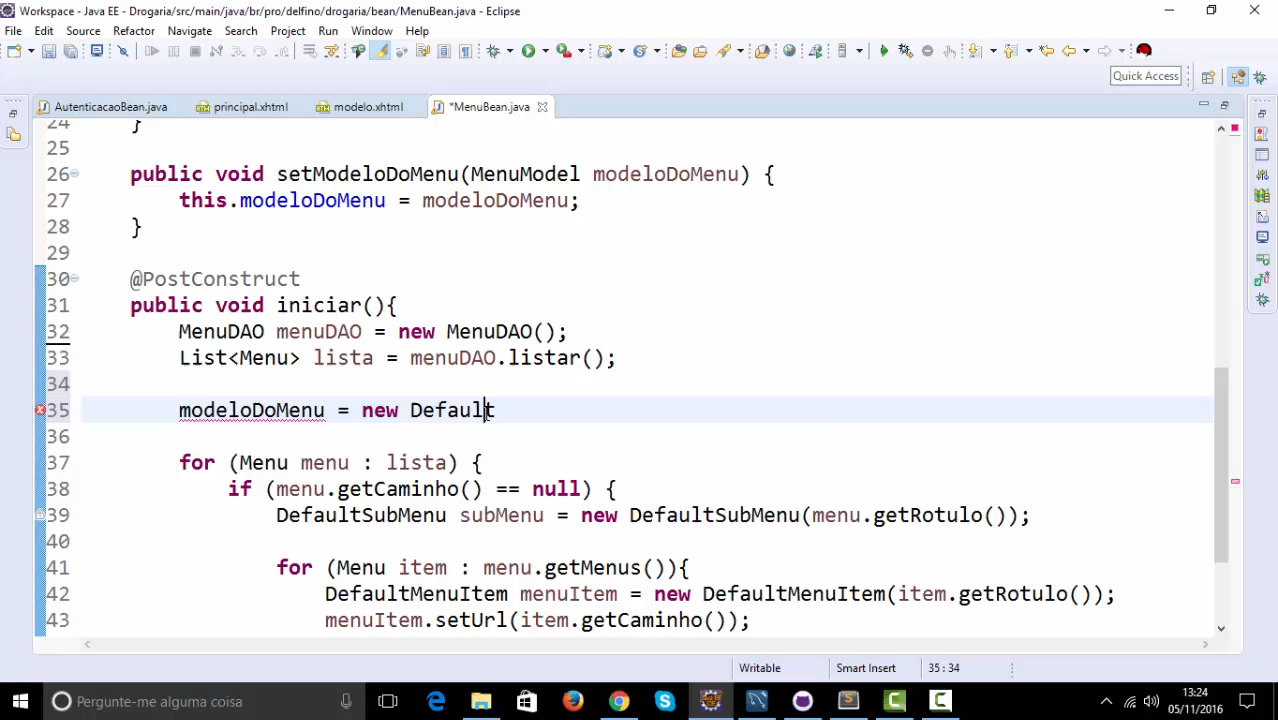 Workspace - Java EE - Drogaria/src/main/java/br/pro/delfino/drogaria/bean/MenuBean.java - Eclipse
File Edit Source Refactor Navigate Search Project Run Window Help
Quick Access
AutenticacaoBean.java principal.xhtml modelo.xhtml *MenuBean.java
24 }
25
26 public void setModeloDoMenu(MenuModel modeloDoMenu) {
27 this.modeloDoMenu = modeloDoMenu;
28 }
29
30 @PostConstruct
31 public void iniciar(){
32 MenuDAO menuDAO = new MenuDAO();
33 List<Menu> lista = menuDAO.listar();
34
35 modeloDoMenu = new Default
36
37 for (Menu menu : lista) {
38 if (menu.getCaminho() == null) {
39 DefaultSubMenu subMenu = new DefaultSubMenu(menu.getRotulo());
40
41 for (Menu item : menu.getMenus()){
42 DefaultMenuItem menuItem = new DefaultMenuItem(item.getRotulo());
43 menuItem.setUrl(item.getCaminho());
Writable Smart Insert 35 : 34
Pergunte-me alguma coisa
13:24
05/11/2016